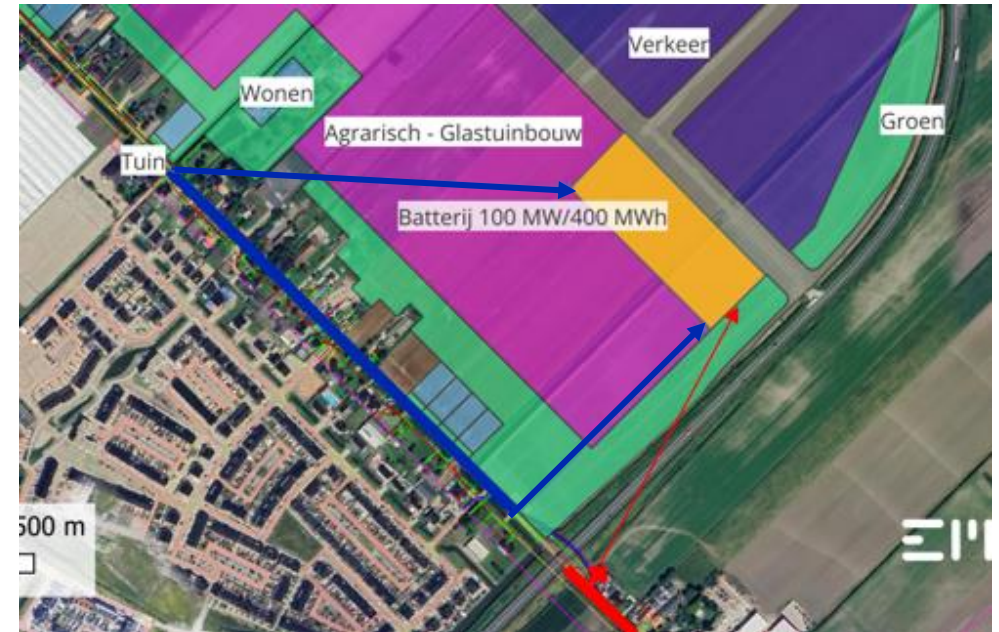 Verkeer
Wonen
Groen
Agrarisch - Glastuinbouw
Tuin
Batterij 100 MW/400 MWh
500 m